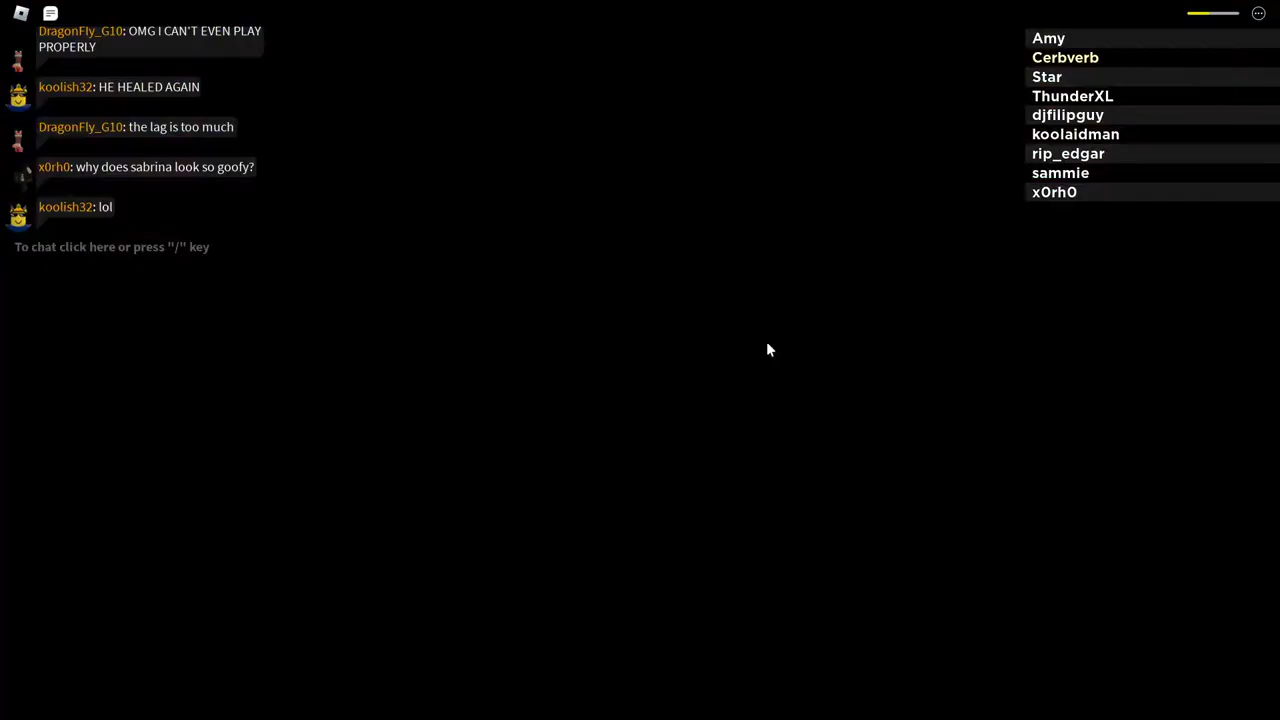 DragonFly_G10: OMG I CAN'T EVEN PLAY
PROPERLY
koolish32: HE HEALED AGAIN
DragonFly_G10: the lag is too much
x0rh0: why does sabrina look so goofy?
koolish32: lol
To chat click here or press "/" key
Amy
Cerbverb
Star
ThunderXL
djfilipguy
koolaidman
rip_edgar
sammie
x0rh0